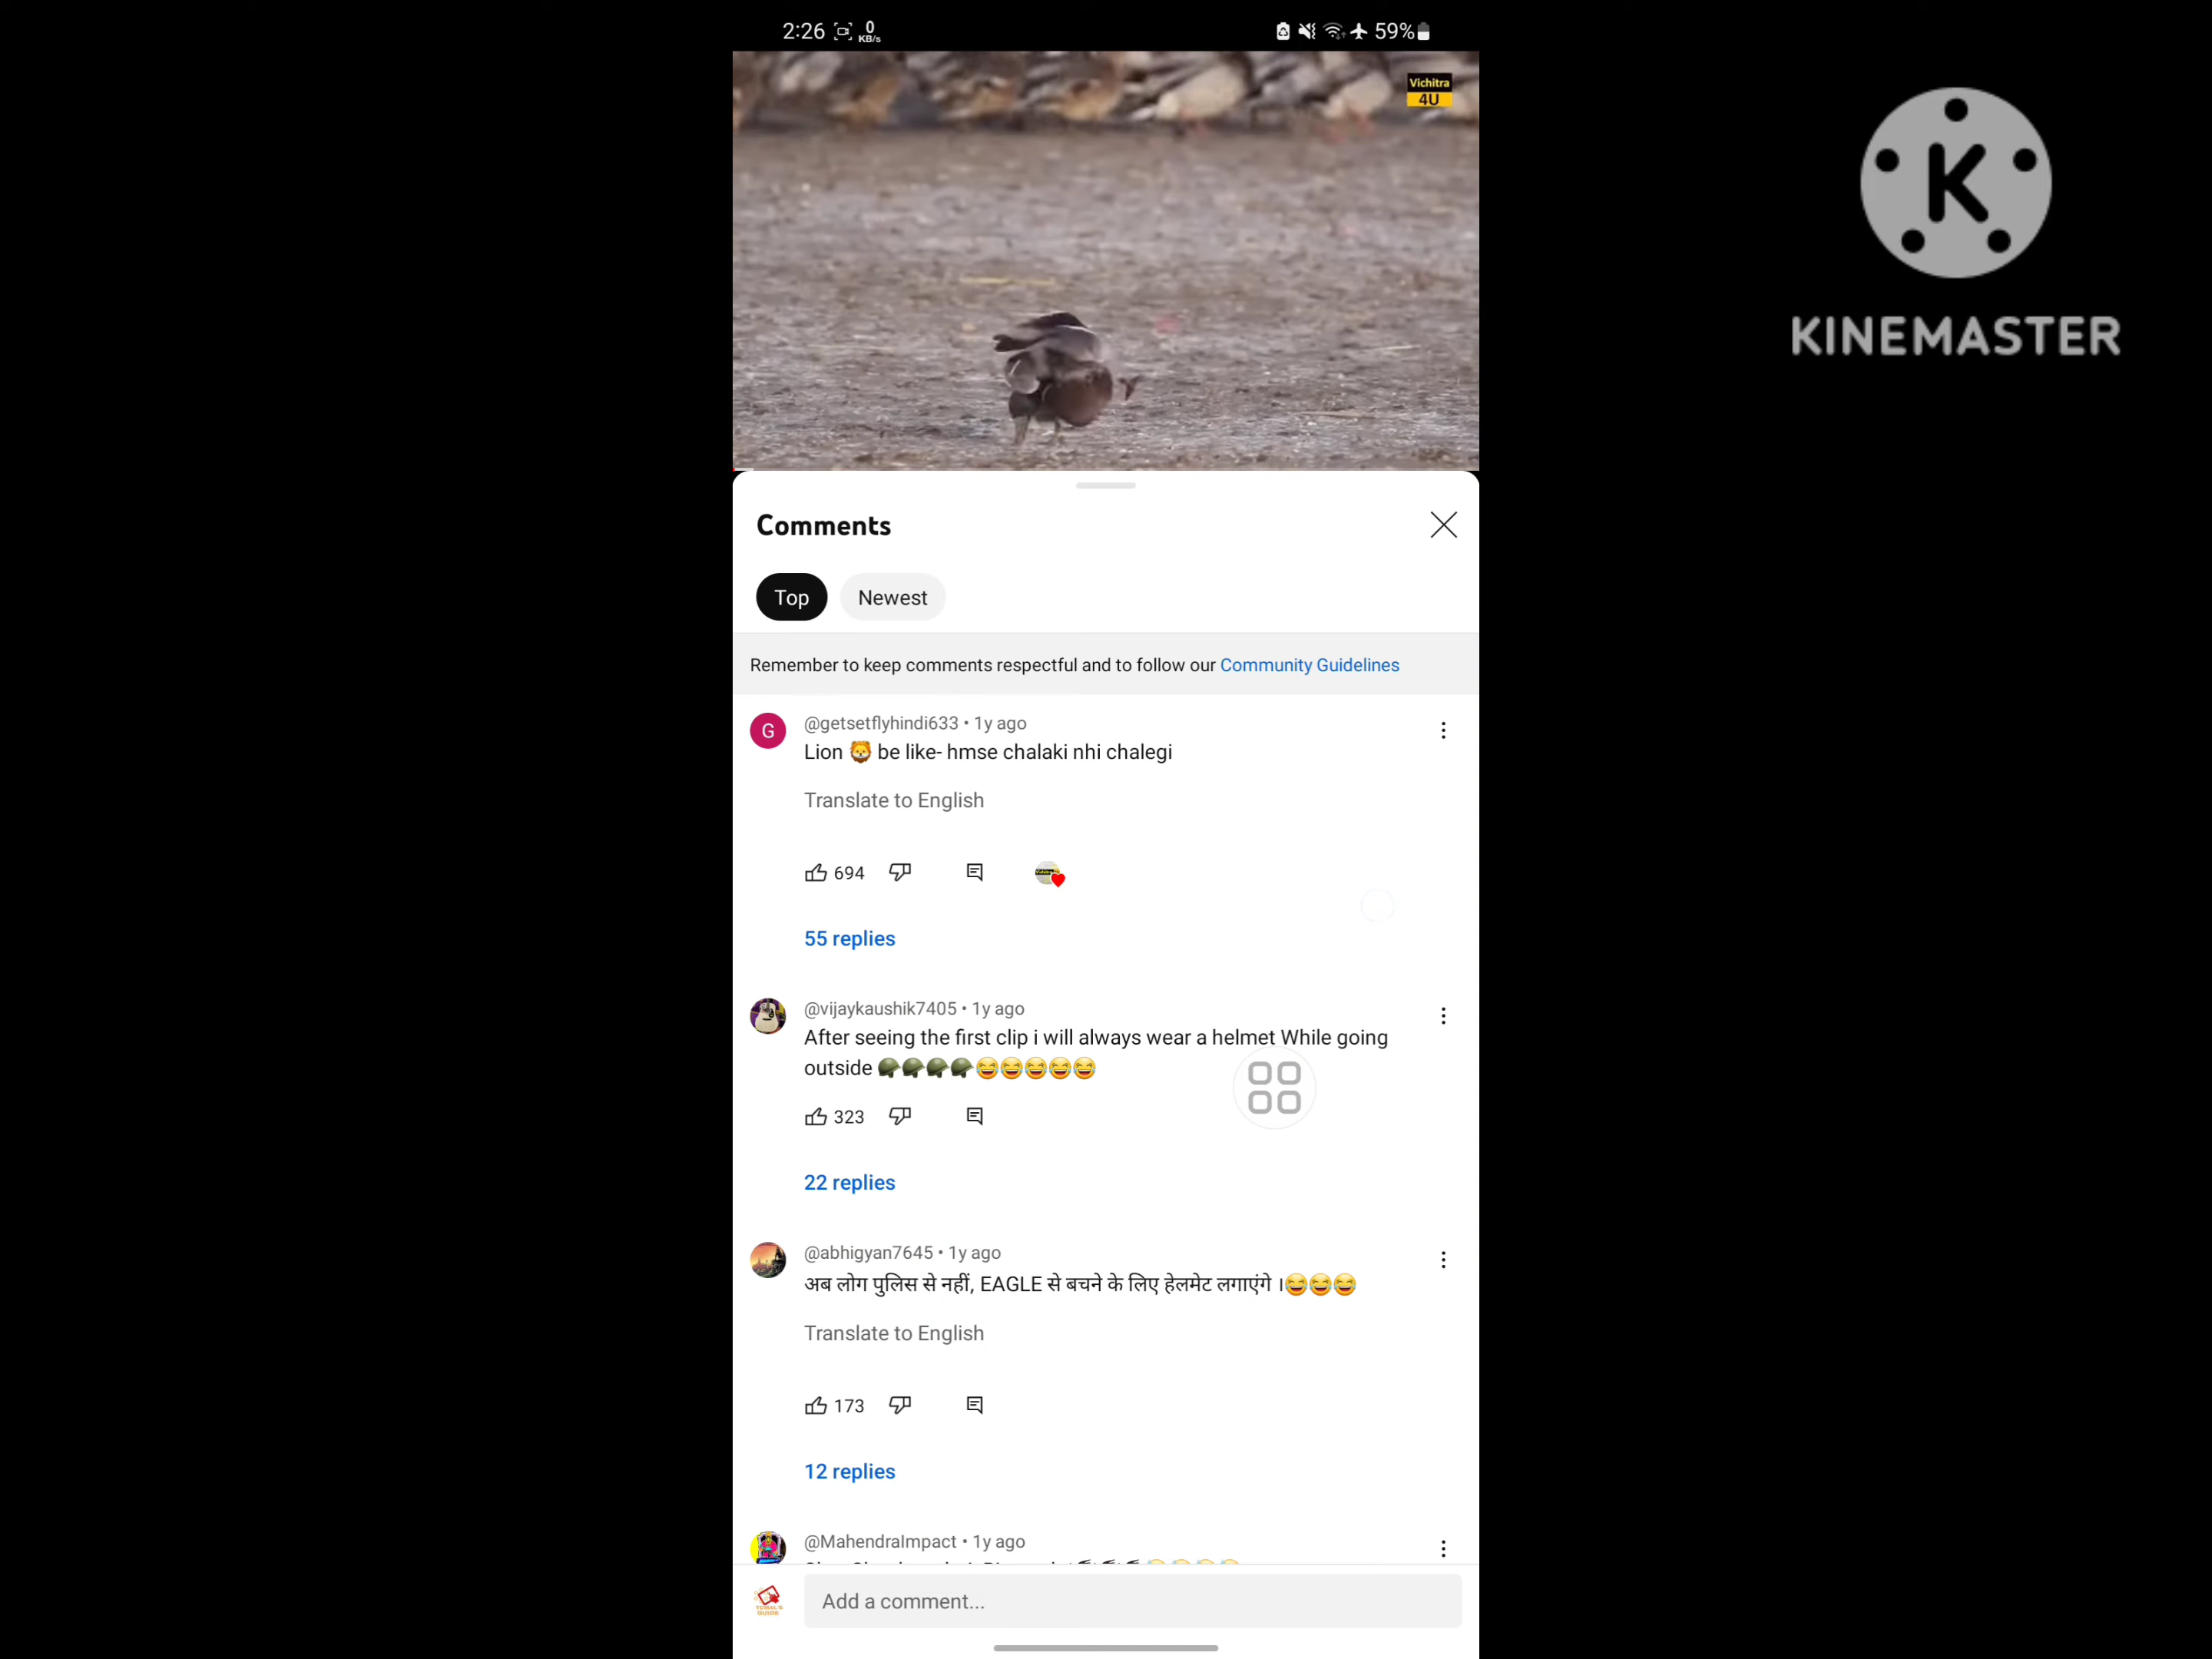 2:26 0 KB/s 59%
Vichitra
4U
KINEMASTER
Comments
Top Newest
Remember to keep comments respectful and to follow our Community Guidelines
G @getsetflyhindi633 • 1y ago
Lion 🦁 be like- hmse chalaki nhi chalegi
Translate to English
694
55 replies
@vijaykaushik7405 • 1y ago
After seeing the first clip i will always wear a helmet While going
outside 🪖🪖🪖🪖😂😂😂😂😂
323
22 replies
@abhigyan7645 • 1y ago
अब लोग पुलिस से नहीं, EAGLE से बचने के लिए हेलमेट लगाएंगे ।😂😂😂
Translate to English
173
12 replies
@MahendraImpact • 1y ago
Add a comment...